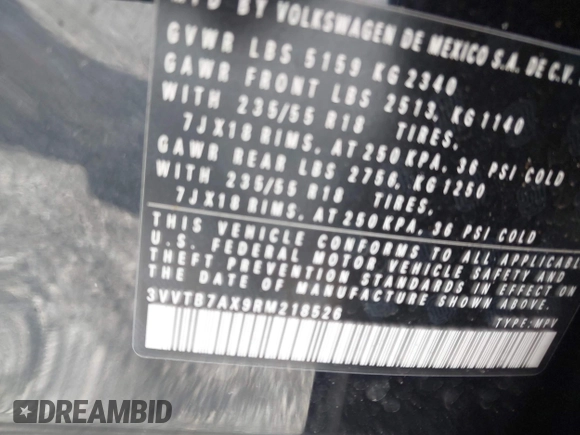 MFD BY VOLKSWAGEN DE MEXICO S.A. DE C.V.
GVWR LBS 5159 KG 2340
GAWR FRONT LBS 2513, KG 1140
WITH 235/55 R18 TIRES,
7JX18 RIMS, AT 250 KPA, 36 PSI COLD
GAWR REAR LBS 2756, KG 1250
WITH 235/55 R18 TIRES,
7JX18 RIMS, AT 250 KPA, 36 PSI COLD
THIS VEHICLE CONFORMS TO ALL APPLICABLE
U.S. FEDERAL MOTOR VEHICLE SAFETY AND
THEFT PREVENTION STANDARDS IN EFFECT ON
THE DATE OF MANUFACTURE SHOWN ABOVE.
3VVTB7AX9RM218526
TYPE: MPV
DREAMBID